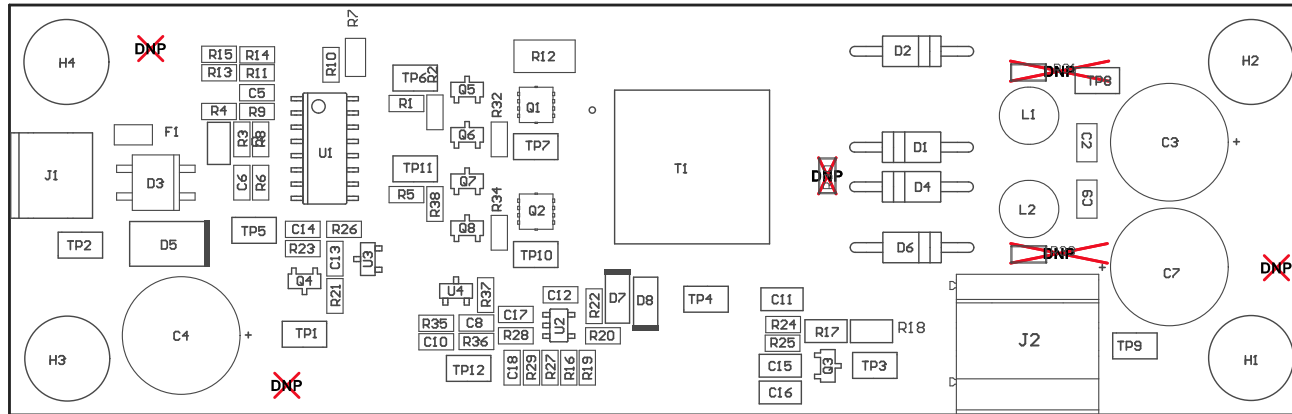 H4
DNP
R15
R14
R13
R11
C5
R4
R9
F1
R3
R8
C6
R6
J1
D3
TP2
D5
TP5
R7
R10
U1
TP6
R2
R1
TP11
R5
R38
Q5
Q6
Q7
Q8
R32
R34
R12
Q1
TP7
Q2
TP10
T1
DNP
D2
D1
D4
D6
DNP
TP8
L1
C2
C3
+
L2
C9
DNP
+
C7
H2
DNP
C14
R26
R23
C13
U3
Q4
R21
C4
+
TP1
H3
DNP
U4
R37
R35
C8
C10
R36
TP12
C17
R28
C12
U2
R22
R20
D7
D8
C18
R29
R27
R16
R19
TP4
C11
R24
R25
R17
R18
C15
Q3
TP3
C16
J2
TP9
H1